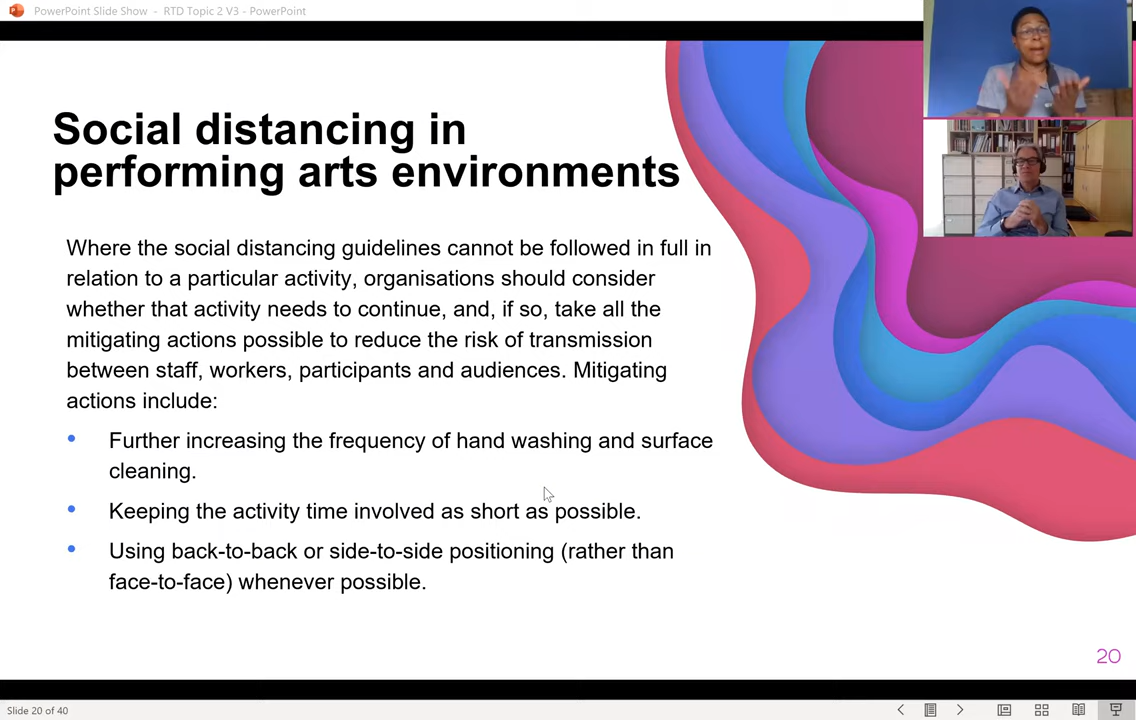 PowerPoint Slide Show - RTD Topic 2 V3 - PowerPoint
Social distancing in
performing arts environments
Where the social distancing guidelines cannot be followed in full in
relation to a particular activity, organisations should consider
whether that activity needs to continue, and, if so, take all the
mitigating actions possible to reduce the risk of transmission
between staff, workers, participants and audiences. Mitigating
actions include:
• Further increasing the frequency of hand washing and surface
cleaning.
• Keeping the activity time involved as short as possible.
• Using back-to-back or side-to-side positioning (rather than
face-to-face) whenever possible.
20
Slide 20 of 40